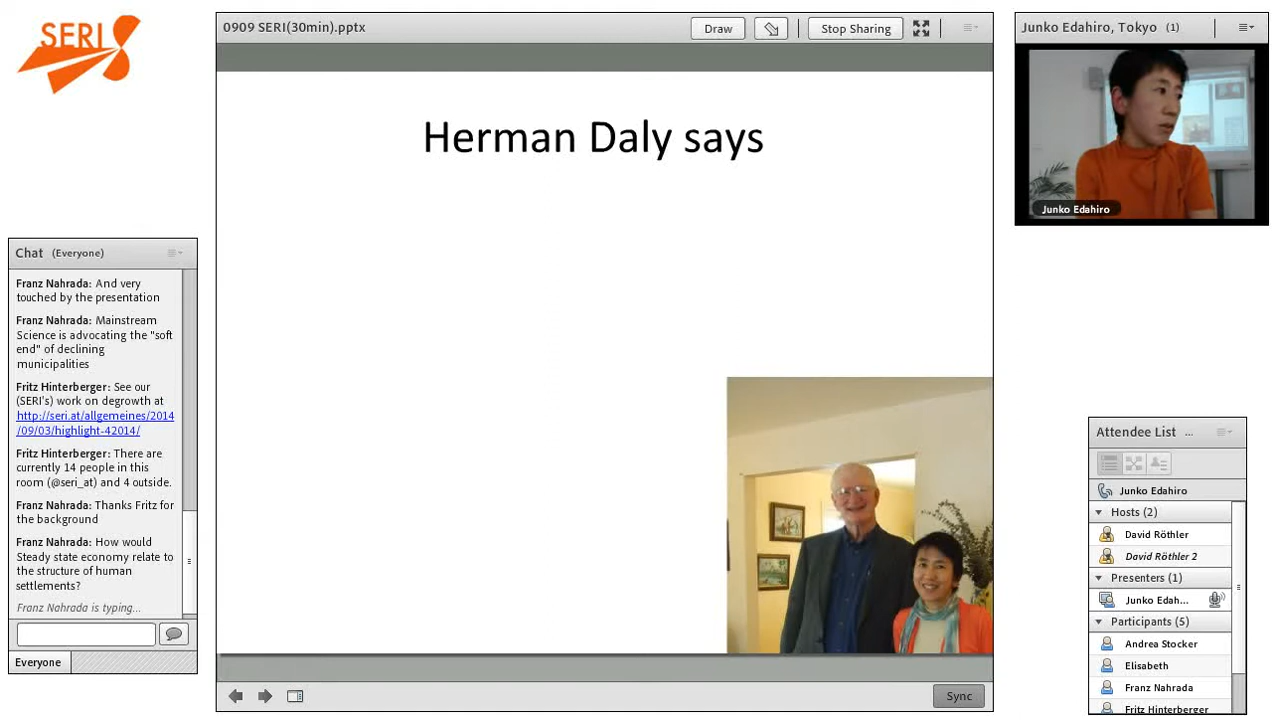 SERI
0909 SERI(30min).pptx
Draw
Stop Sharing
Herman Daly says
Sync
Junko Edahiro, Tokyo (1)
Junko Edahiro
Chat (Everyone)
Franz Nahrada: And very
touched by the presentation
Franz Nahrada: Mainstream
Science is advocating the "soft
end" of declining
municipalities
Fritz Hinterberger: See our
(SERI's) work on degrowth at
http://seri.at/allgemeines/2014
/09/03/highlight-42014/
Fritz Hinterberger: There are
currently 14 people in this
room (@seri_at) and 4 outside.
Franz Nahrada: Thanks Fritz for
the background
Franz Nahrada: How would
Steady state economy relate to
the structure of human
settlements?
Franz Nahrada is typing...
Everyone
Attendee List ...
Junko Edahiro
Hosts (2)
David Röthler
David Röthler 2
Presenters (1)
Junko Edah...
Participants (5)
Andrea Stocker
Elisabeth
Franz Nahrada
Fritz Hinterberger